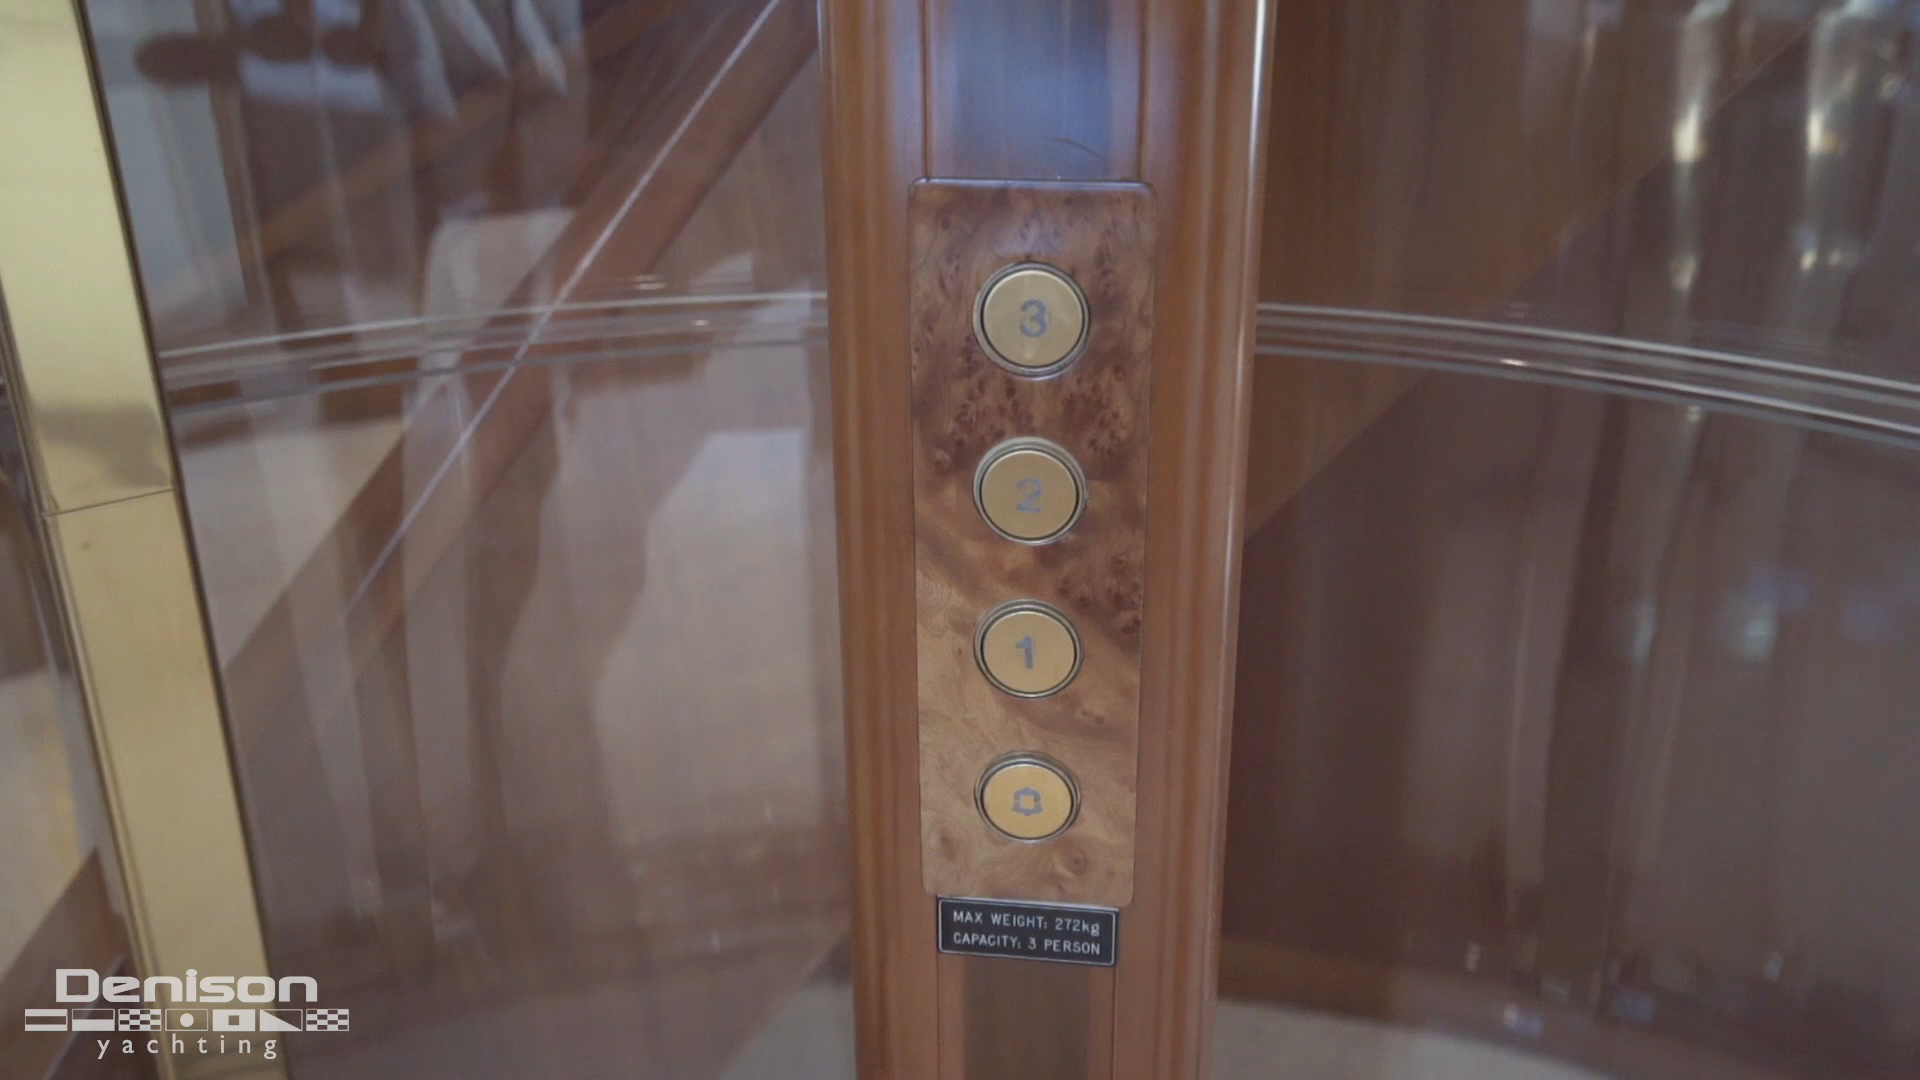 3
2
1
MAX WEIGHT: 272kg
CAPACITY: 3 PERSON
Denison
yachting